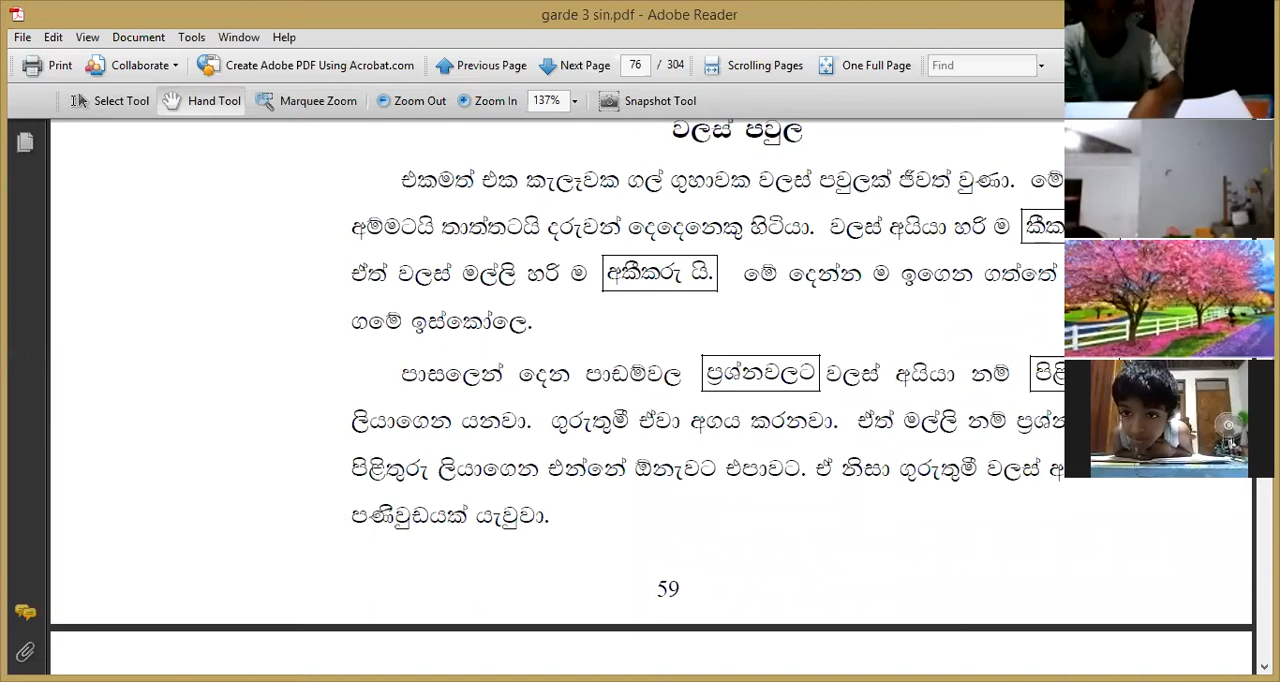 garde 3 sin.pdf - Adobe Reader
File Edit View Document Tools Window Help
Print Collaborate Create Adobe PDF Using Acrobat.com Previous Page Next Page 76 / 304 Scrolling Pages One Full Page Find
Select Tool Hand Tool Marquee Zoom Zoom Out Zoom In 137% Snapshot Tool
වලස් පවුල
එකමත් එක කැලෑවක ගල් ගුහාවක වලස් පවුලක් ජීවත් වුණා. මේ
අම්මටයි තාත්තටයි දරුවන් දෙදෙනෙකු හිටියා. වලස් අයියා හරි ම
ඒත් වලස් මල්ලි හරි ම අකීකරු යි. මේ දෙන්න ම ඉගෙන ගත්තේ
ගමේ ඉස්කෝලෙ.
පාසලෙන් දෙන පාඩම්වල ප්‍රශ්නවලට වලස් අයියා නම්
ලියාගෙන යනවා. ගුරුතුමී ඒවා අගය කරනවා. ඒත් මල්ලි නම්
පිළිතුරු ලියාගෙන එන්නේ ඕනැවට එපාවට. ඒ නිසා ගුරුතුමී වලස්
පණිවුඩයක් යැවුවා.
59